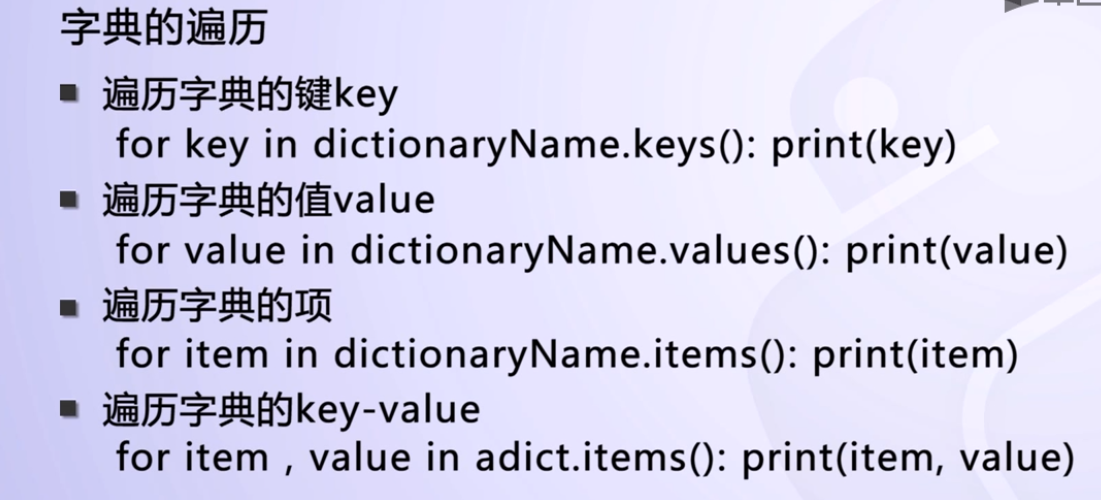 字典的遍历
遍历字典的键key
for key in dictionaryName.keys(): print(key)
遍历字典的值value
for value in dictionaryName.values(): print(value)
遍历字典的项
for item in dictionaryName.items(): print(item)
遍历字典的key-value
for item , value in adict.items(): print(item, value)